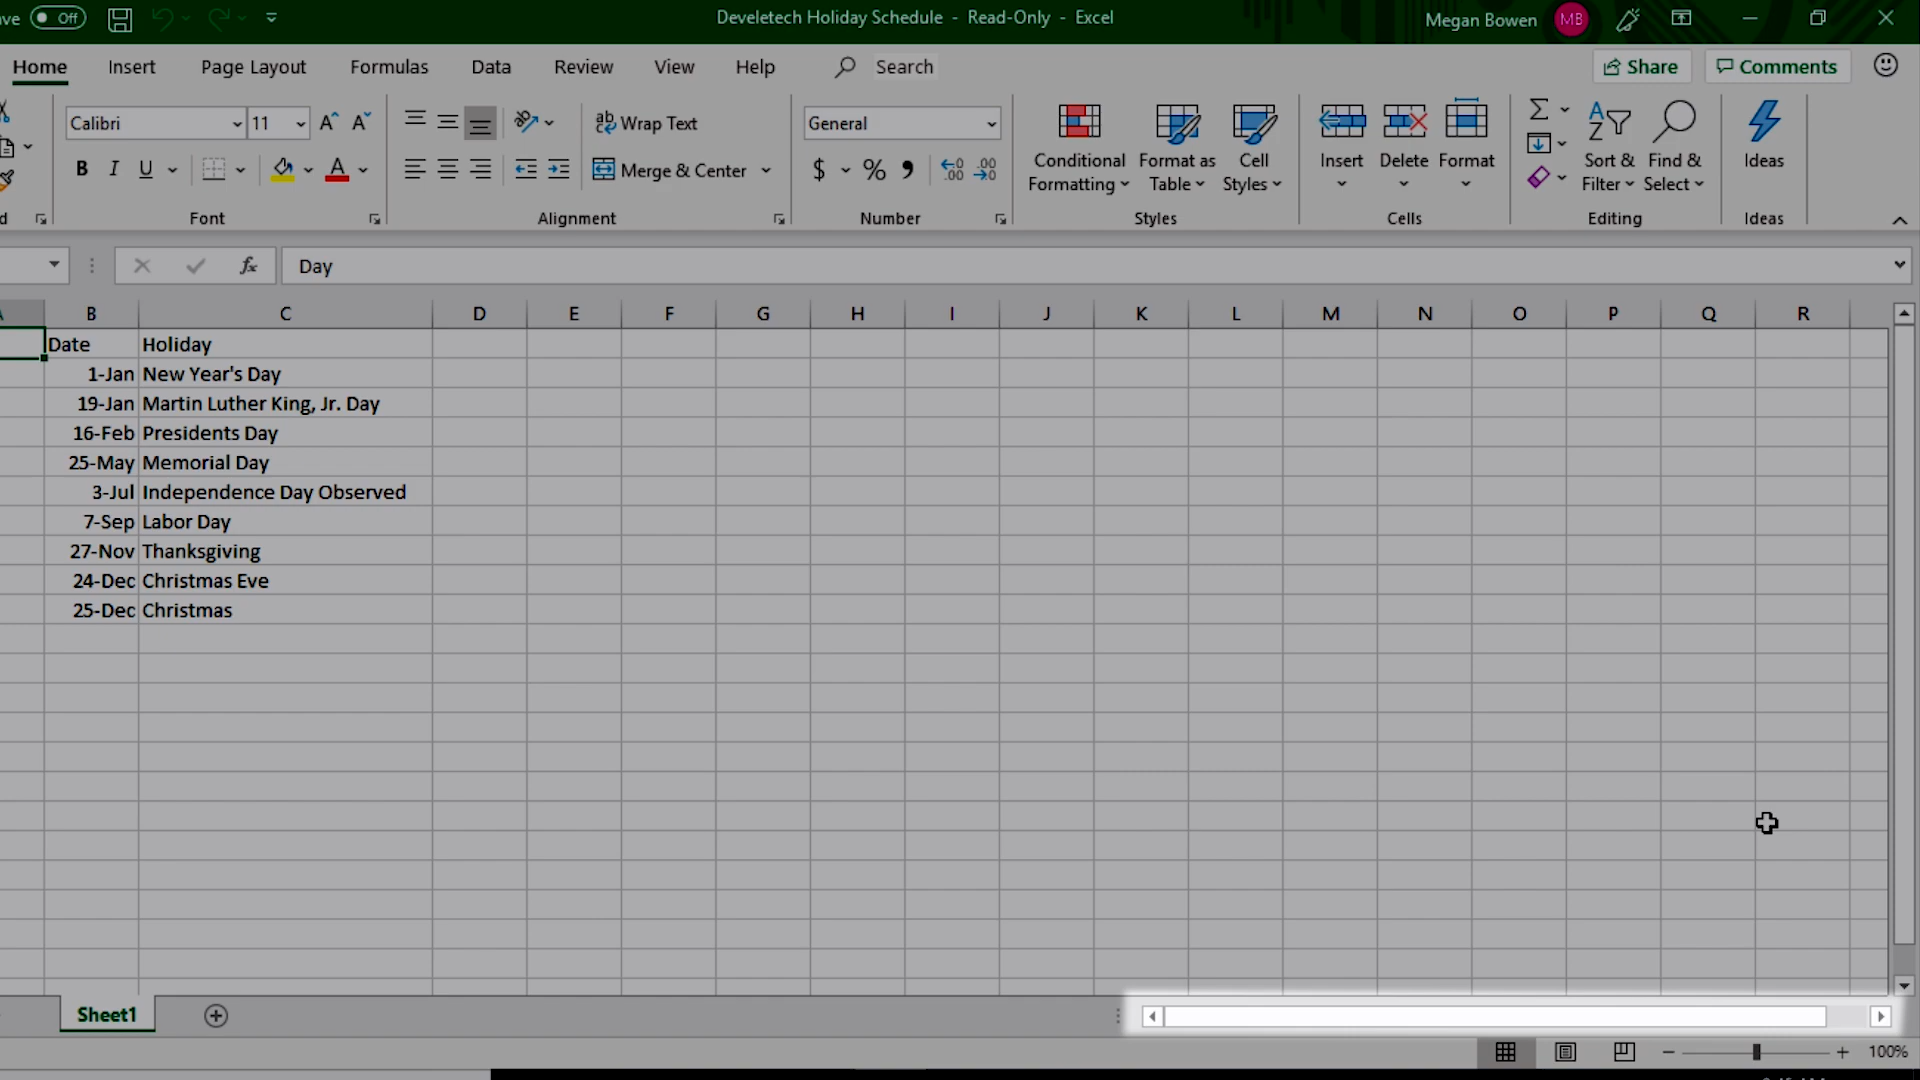 ve Off Develetech Holiday Schedule - Read-Only - Excel Megan Bowen MB
Home Insert Page Layout Formulas Data Review View Help Search Share Comments
Calibri 11 Wrap Text General
B I U Merge & Center $ % Conditional Formatting Format as Table Cell Styles Insert Delete Format Sort & Filter Find & Select Ideas
d Font Alignment Number Styles Cells Editing Ideas
fx Day
A B C D E F G H I J K L M N O P Q R
Date Holiday
1-Jan New Year's Day
19-Jan Martin Luther King, Jr. Day
16-Feb Presidents Day
25-May Memorial Day
3-Jul Independence Day Observed
7-Sep Labor Day
27-Nov Thanksgiving
24-Dec Christmas Eve
25-Dec Christmas
Sheet1
100%